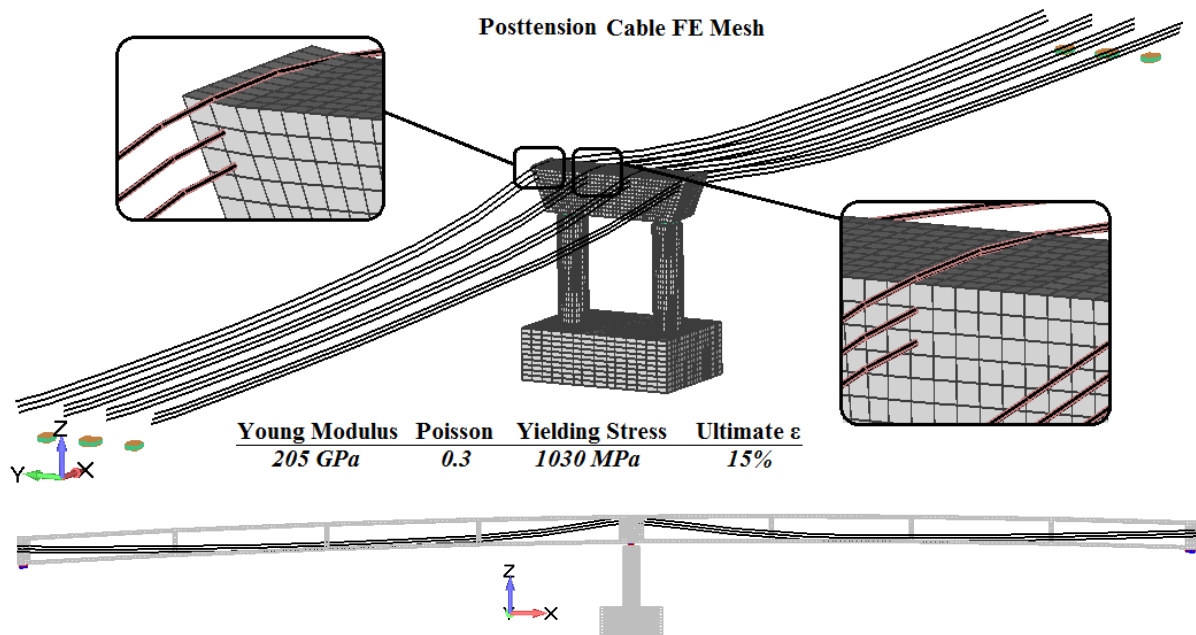 Posttension Cable FE Mesh
Z
Y
X
Young Modulus Poisson Yielding Stress Ultimate ε
205 GPa 0.3 1030 MPa 15%
Z
Y
X